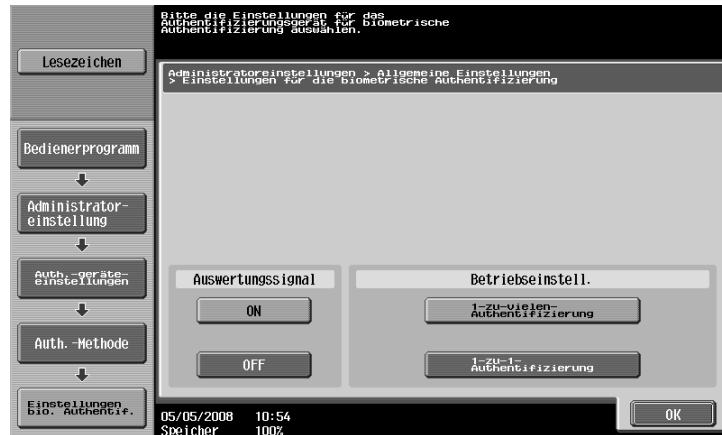 Bitte die Einstellungen für das
Authentifizierungsgerät für biometrische
Authentifizierung auswählen.
Lesezeichen
Administratoreinstellungen > Allgemeine Einstellungen
> Einstellungen für die biometrische Authentifizierung
Bedienerprogramm
Administrator-
einstellung
Auth.-geräte-
einstellungen
Auth.-Methode
Einstellungen
bio. Authentif.
Auswertungssignal
ON
OFF
Betriebseinstell.
1-zu-vielen-
Authentifizierung
1-zu-1-
Authentifizierung
05/05/2008 10:54
Speicher 100%
OK